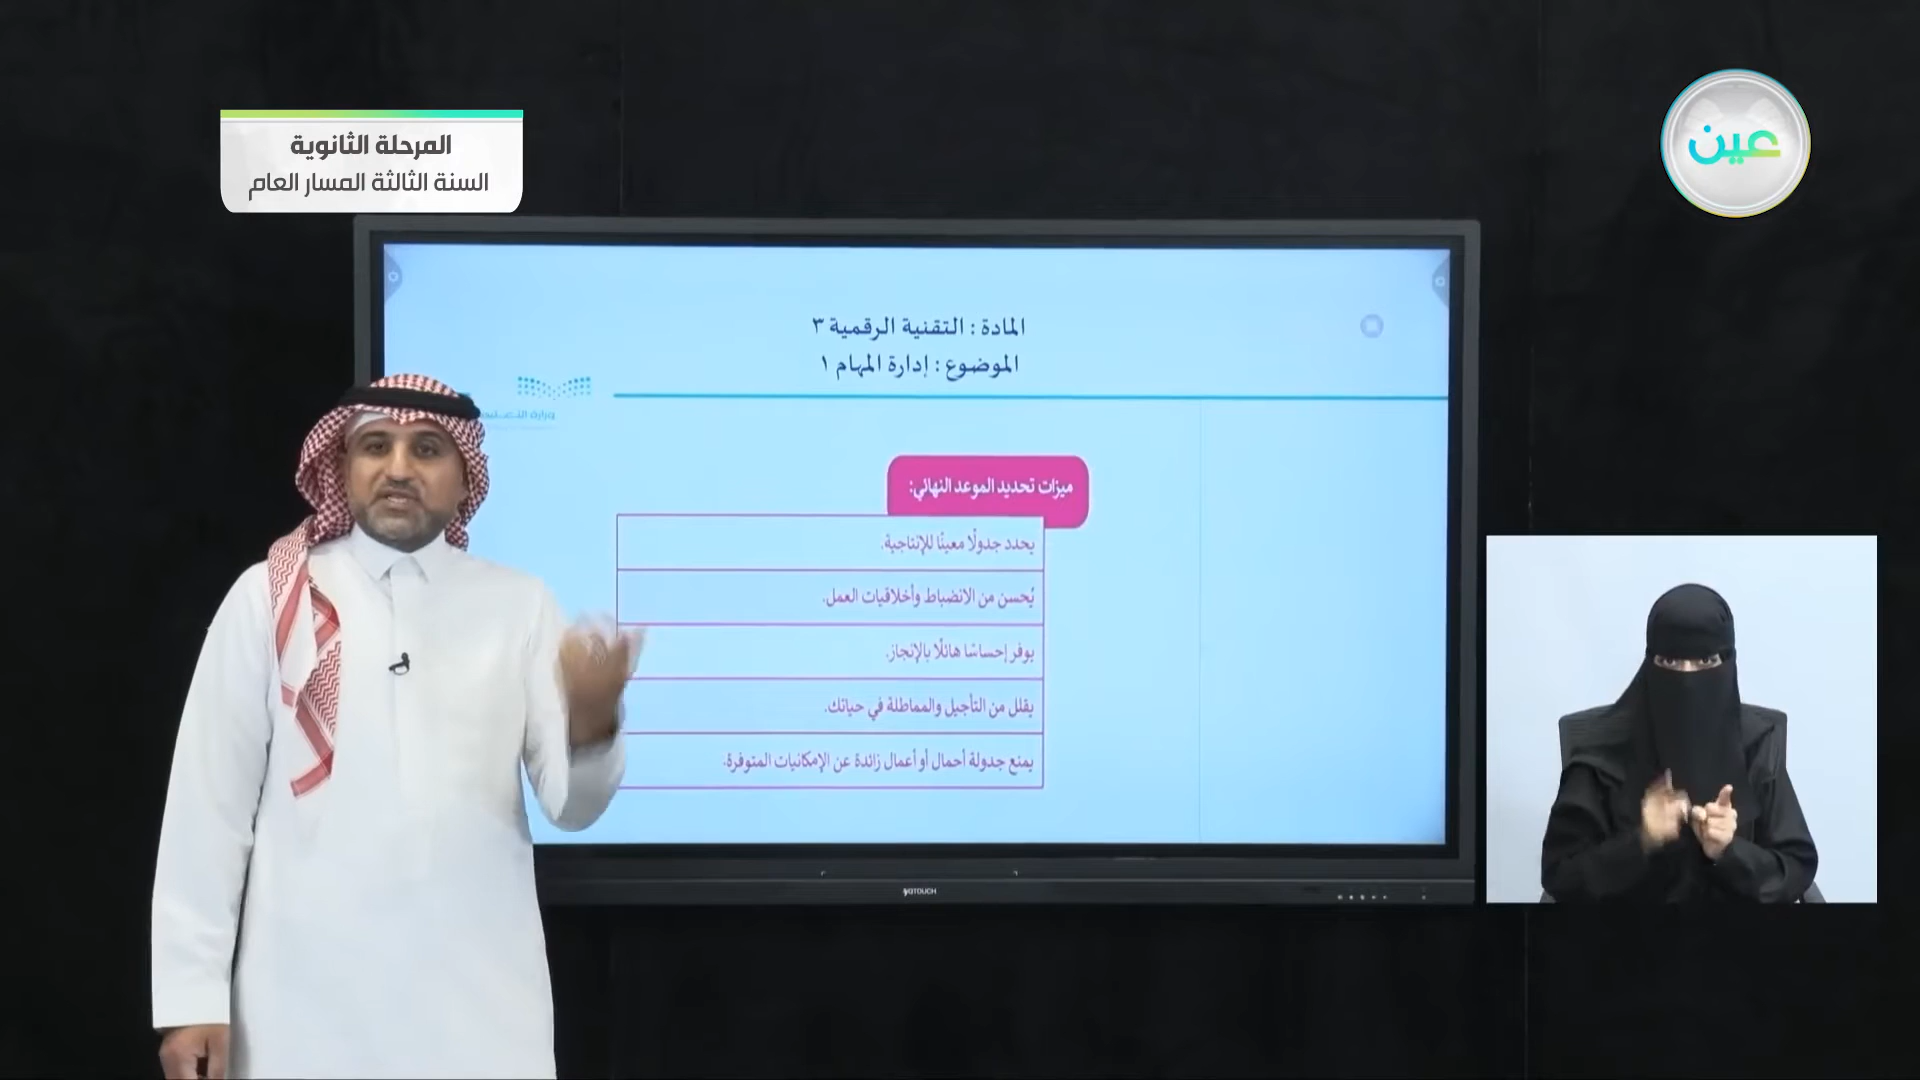 المرحلة الثانوية
السنة الثالثة المسار العام
عين
المادة : التقنية الرقمية ٣
الموضوع : إدارة المهام ١
وزارة التعليم
ميزات تحديد الموعد النهائي:
يحدد جدولًا معينًا للإنتاجية.
يُحسن من الانضباط وأخلاقيات العمل.
يوفر إحساسًا هائلًا بالإنجاز.
يقلل من التأجيل والمماطلة في حياتك.
يمنع جدولة أحمال أو أعمال زائدة عن الإمكانيات المتوفرة.